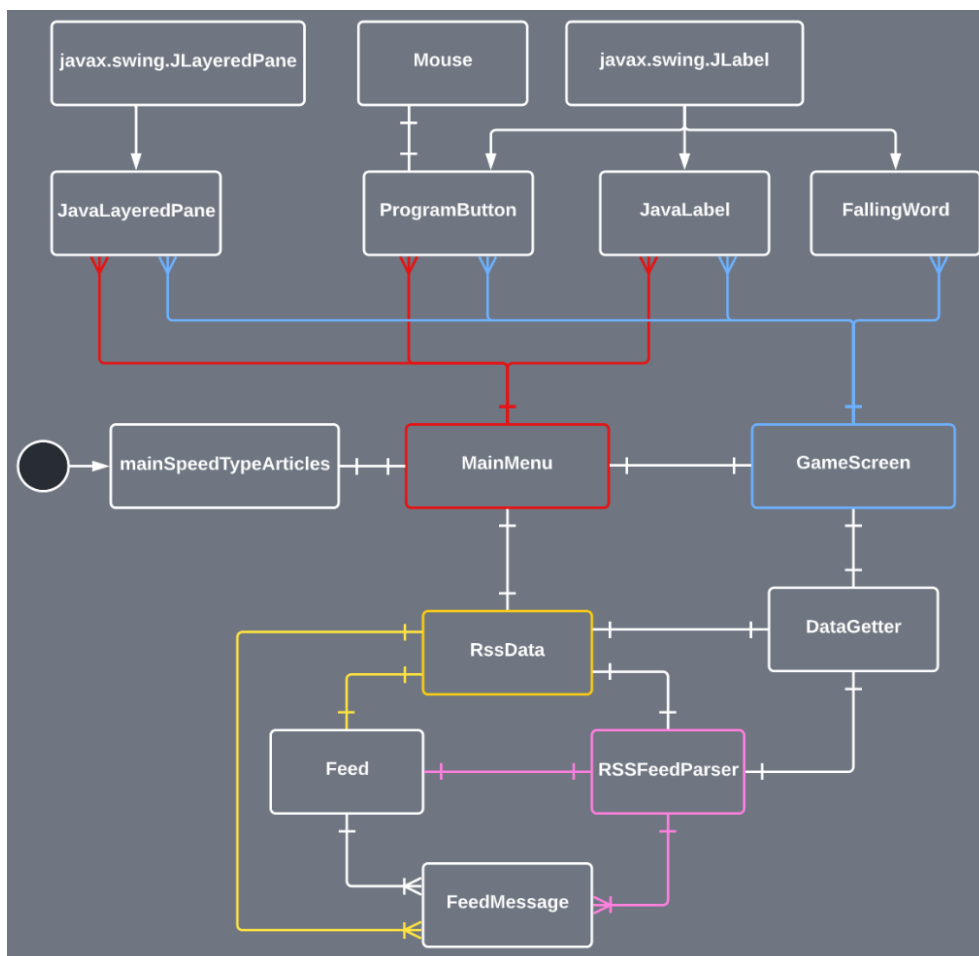 javax.swing.JLayeredPane
Mouse
javax.swing.JLabel
JavaLayeredPane
ProgramButton
JavaLabel
FallingWord
mainSpeedTypeArticles
MainMenu
GameScreen
RssData
DataGetter
Feed
RSSFeedParser
FeedMessage